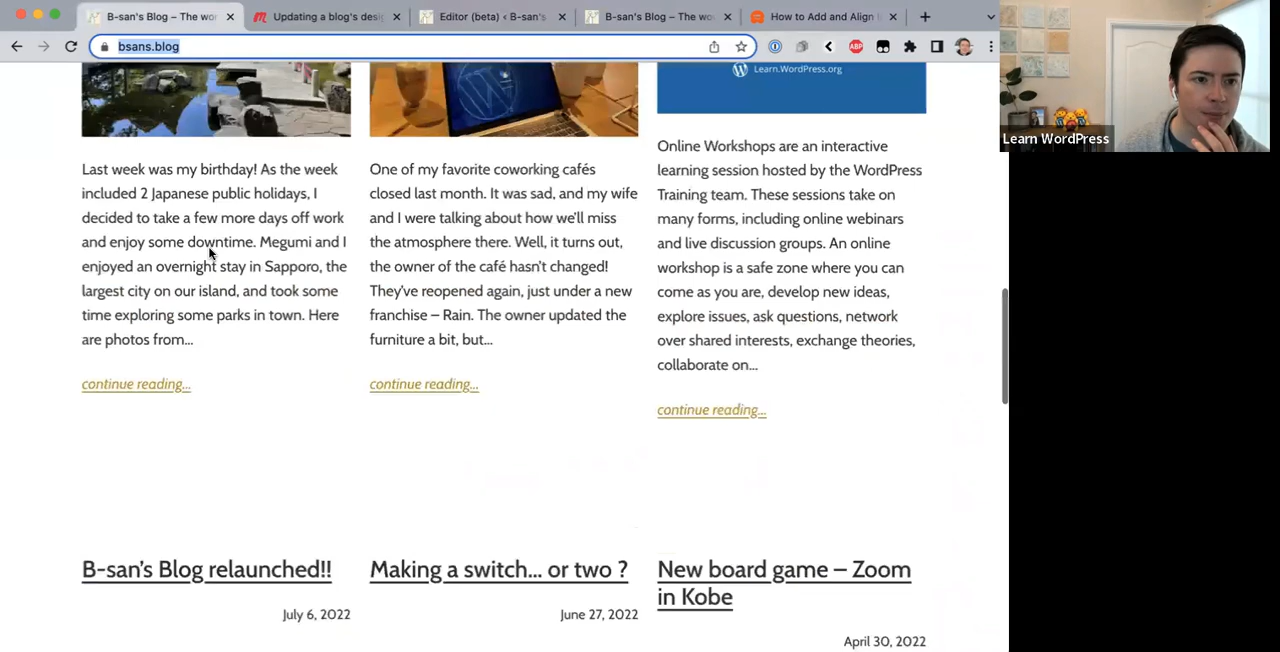 B-san's Blog – The wor
Updating a blog's desi
Editor (beta) ‹ B-san's
B-san's Blog – The wo
How to Add and Align
bsans.blog
ABP
Learn WordPress
Learn.WordPress.org
Last week was my birthday! As the week
included 2 Japanese public holidays, I
decided to take a few more days off work
and enjoy some downtime. Megumi and I
enjoyed an overnight stay in Sapporo, the
largest city on our island, and took some
time exploring some parks in town. Here
are photos from...
continue reading...
One of my favorite coworking cafés
closed last month. It was sad, and my wife
and I were talking about how we'll miss
the atmosphere there. Well, it turns out,
the owner of the café hasn't changed!
They've reopened again, just under a new
franchise – Rain. The owner updated the
furniture a bit, but...
continue reading...
Online Workshops are an interactive
learning session hosted by the WordPress
Training team. These sessions take on
many forms, including online webinars
and live discussion groups. An online
workshop is a safe zone where you can
come as you are, develop new ideas,
explore issues, ask questions, network
over shared interests, exchange theories,
collaborate on...
continue reading...
B-san's Blog relaunched!!
July 6, 2022
Making a switch... or two ?
June 27, 2022
New board game – Zoom
in Kobe
April 30, 2022